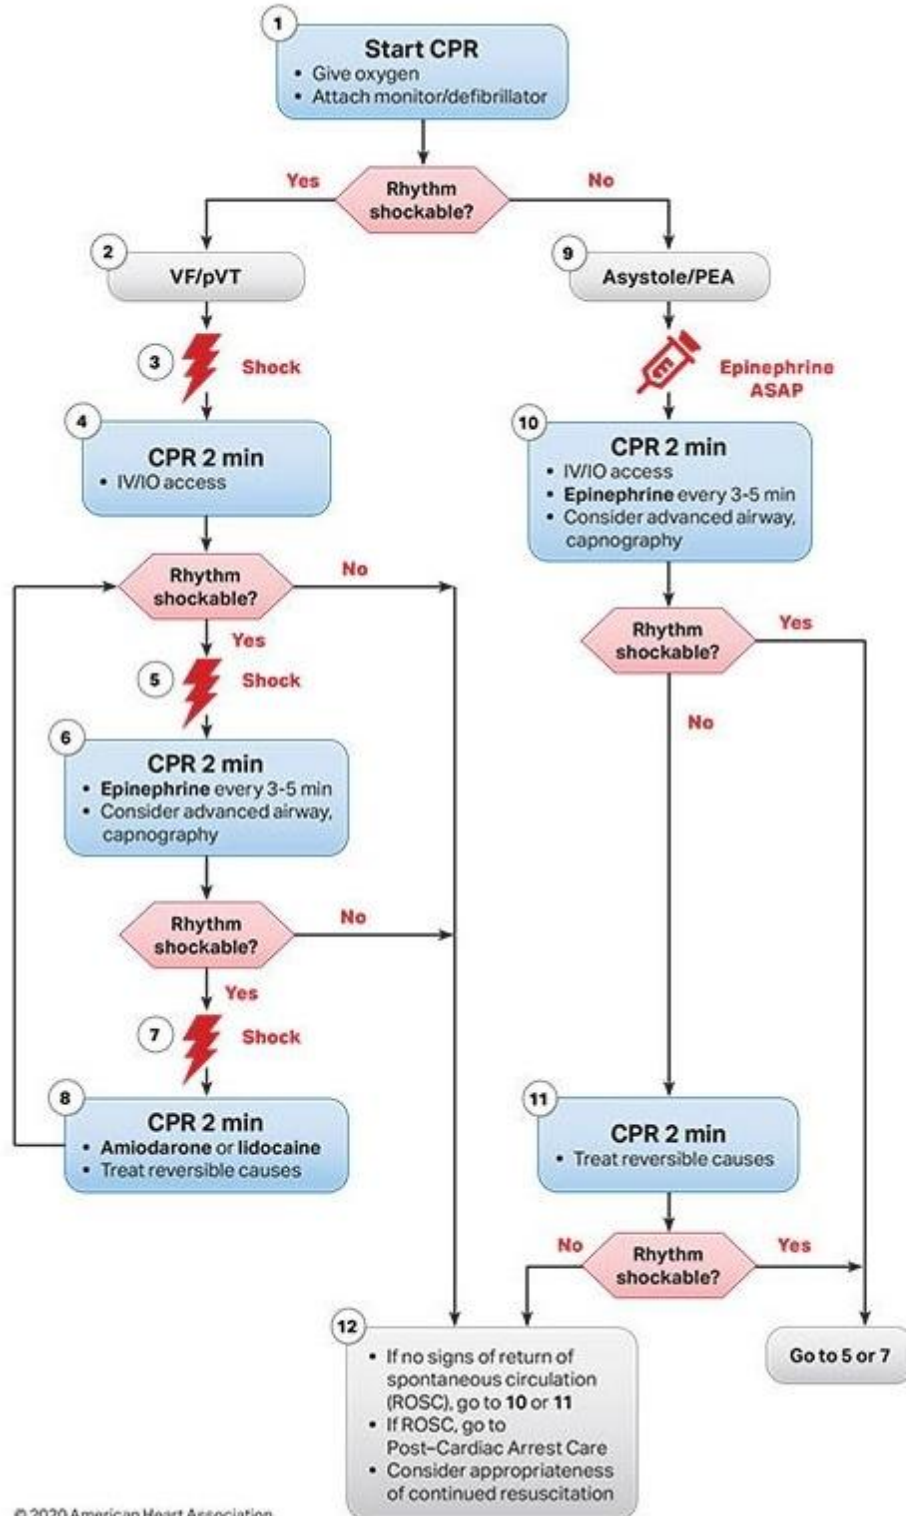 1
Start CPR
• Give oxygen
• Attach monitor/defibrillator
Yes
Rhythm
shockable?
No
2
VF/pVT
9
Asystole/PEA
3
Shock
Epinephrine
ASAP
4
CPR 2 min
• IV/IO access
10
CPR 2 min
• IV/IO access
• Epinephrine every 3-5 min
• Consider advanced airway,
capnography
Rhythm
shockable?
No
Yes
Rhythm
shockable?
Yes
No
5
Shock
6
CPR 2 min
• Epinephrine every 3-5 min
• Consider advanced airway,
capnography
Rhythm
shockable?
No
Yes
7
Shock
8
CPR 2 min
• Amiodarone or lidocaine
• Treat reversible causes
11
CPR 2 min
• Treat reversible causes
No
Rhythm
shockable?
Yes
12
• If no signs of return of
spontaneous circulation
(ROSC), go to 10 or 11
• If ROSC, go to
Post–Cardiac Arrest Care
• Consider appropriateness
of continued resuscitation
Go to 5 or 7
© 2020 American Heart Association